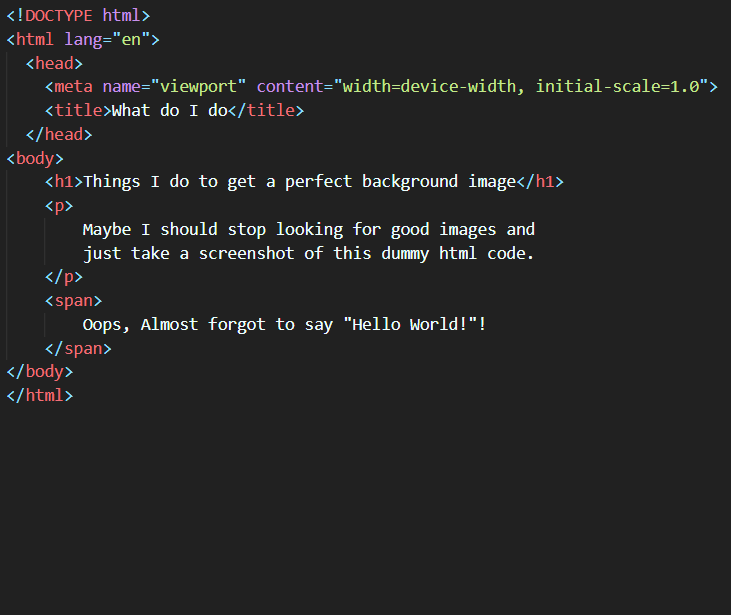 <!DOCTYPE html>
<html lang="en">
  <head>
    <meta name="viewport" content="width=device-width, initial-scale=1.0">
    <title>What do I do</title>
  </head>
<body>
    <h1>Things I do to get a perfect background image</h1>
    <p>
        Maybe I should stop looking for good images and
        just take a screenshot of this dummy html code.
    </p>
    <span>
        Oops, Almost forgot to say "Hello World!"!
    </span>
</body>
</html>